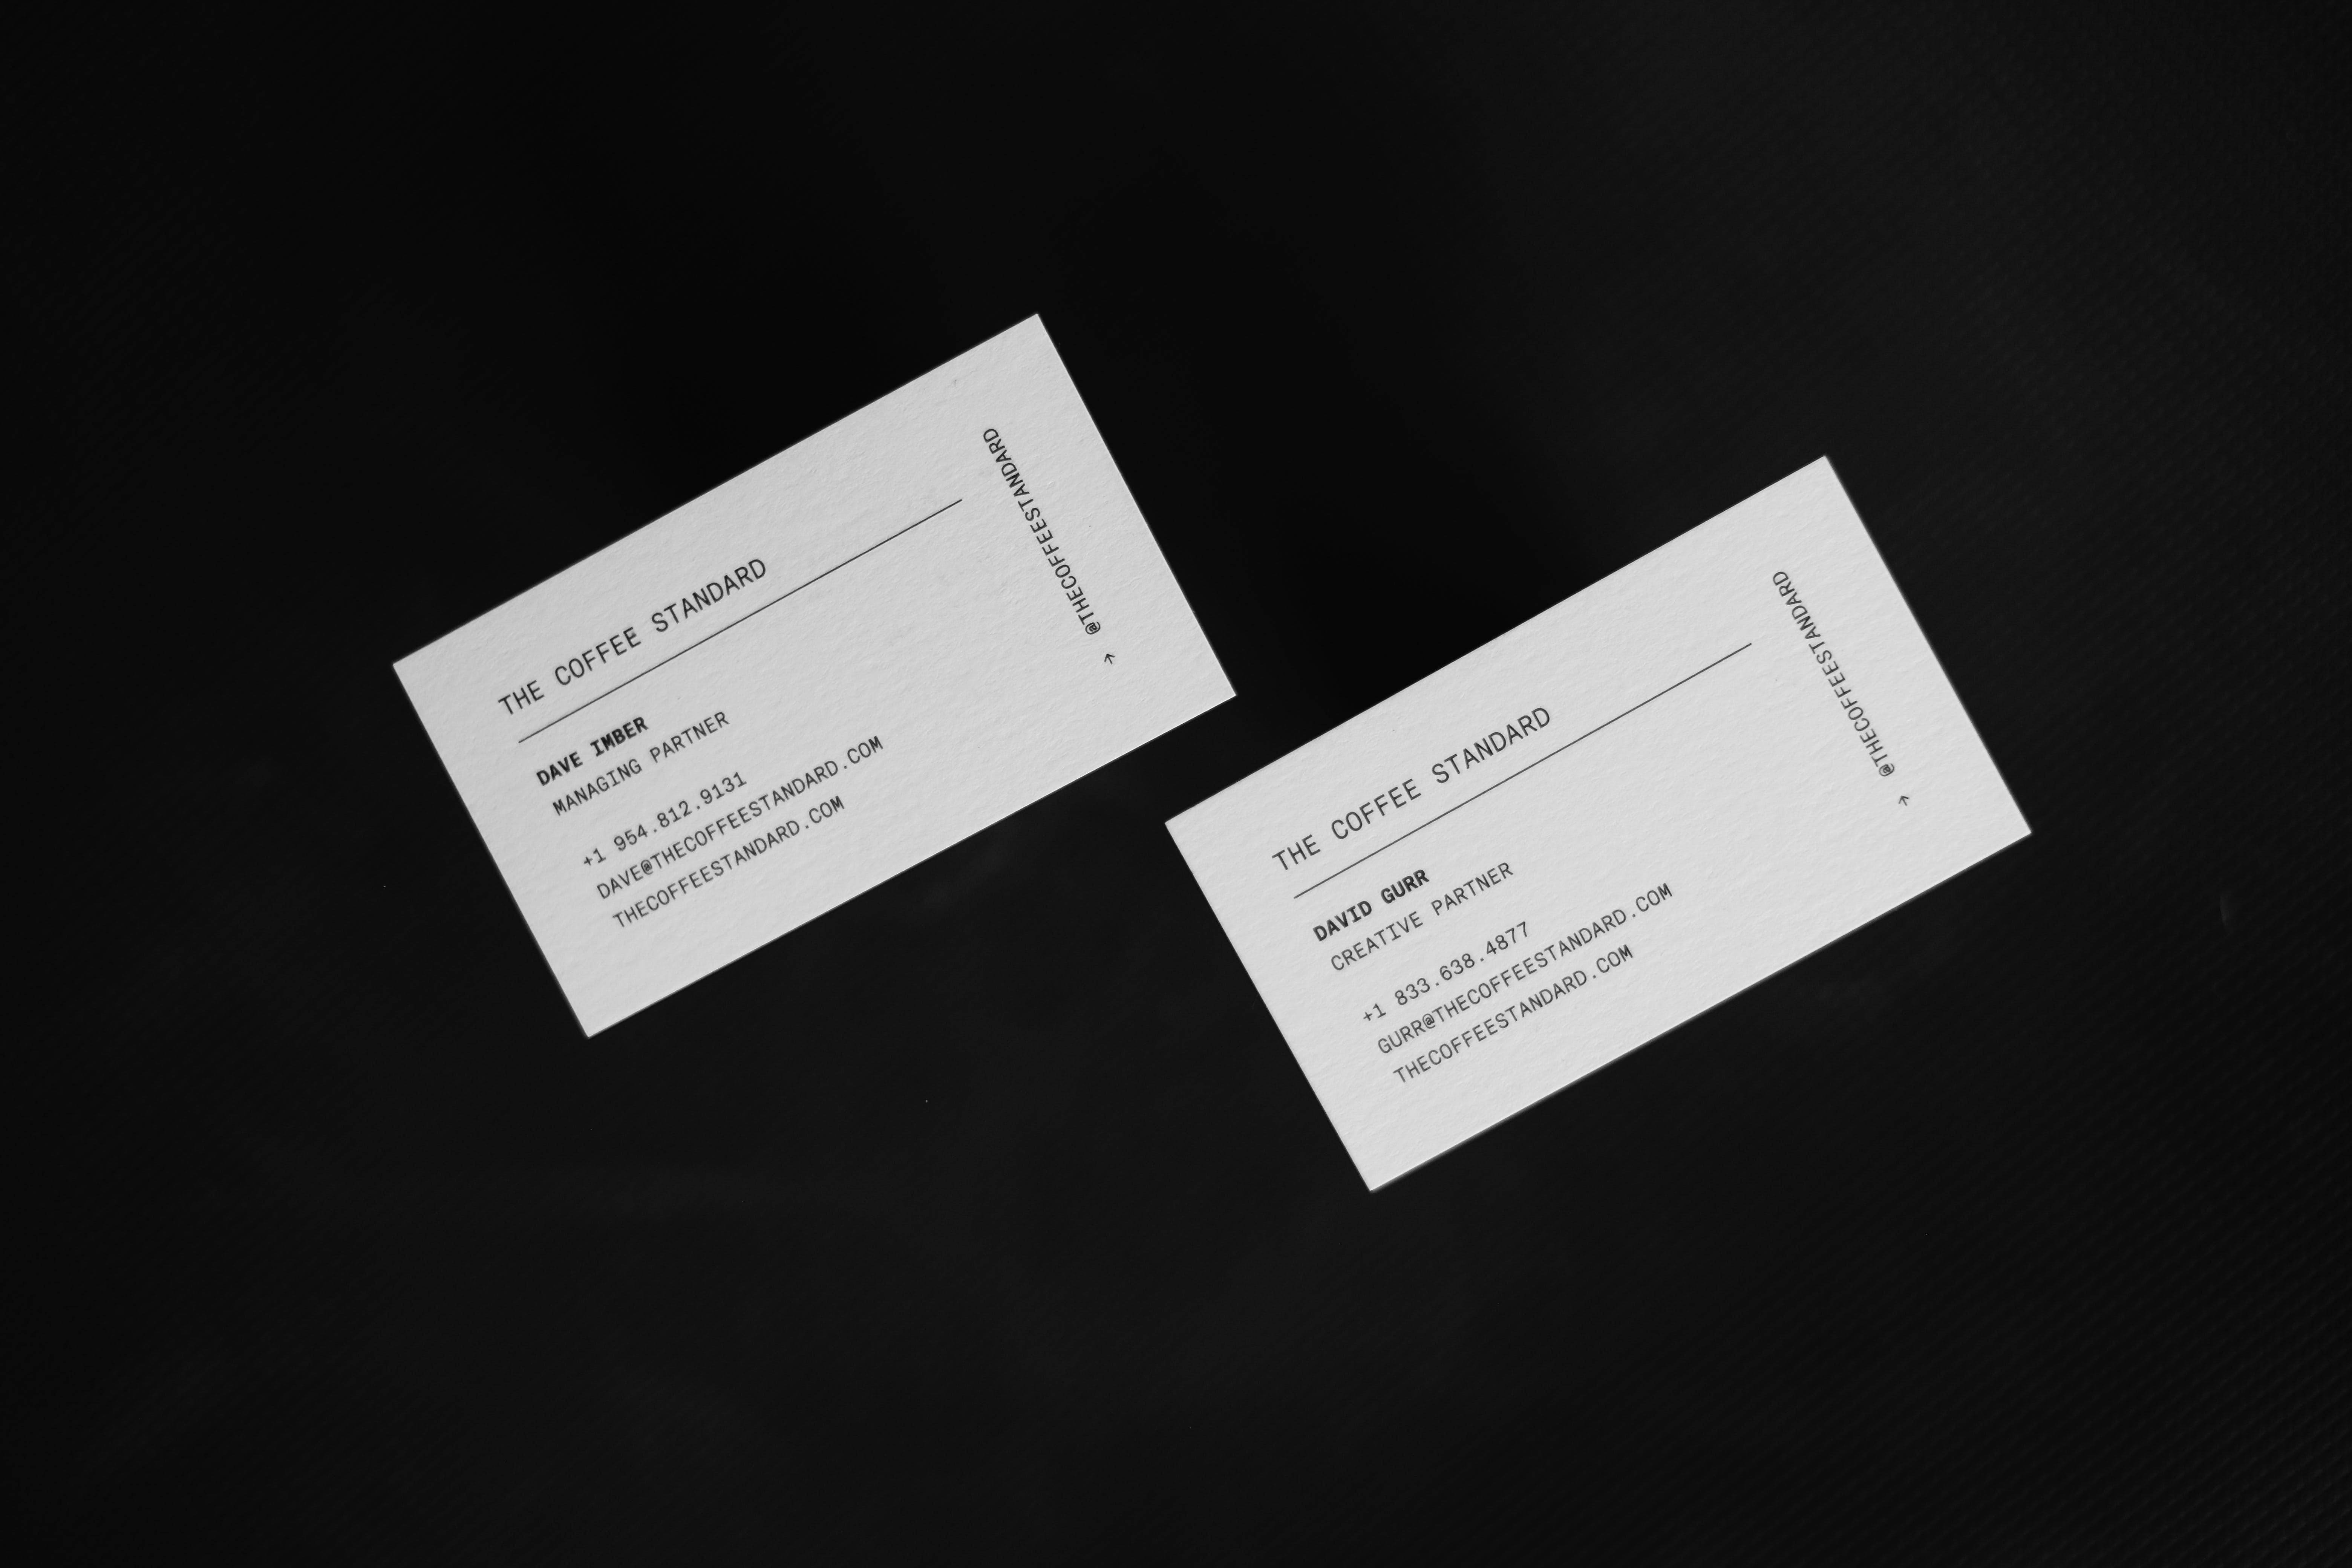 THE COFFEE STANDARD
DAVE IMBER
MANAGING PARTNER
+1 954.812.9131
DAVE@THECOFFEESTANDARD.COM
THECOFFEESTANDARD.COM
→ @THECOFFEESTANDARD
THE COFFEE STANDARD
DAVID GURR
CREATIVE PARTNER
+1 833.638.4877
GURR@THECOFFEESTANDARD.COM
THECOFFEESTANDARD.COM
→ @THECOFFEESTANDARD